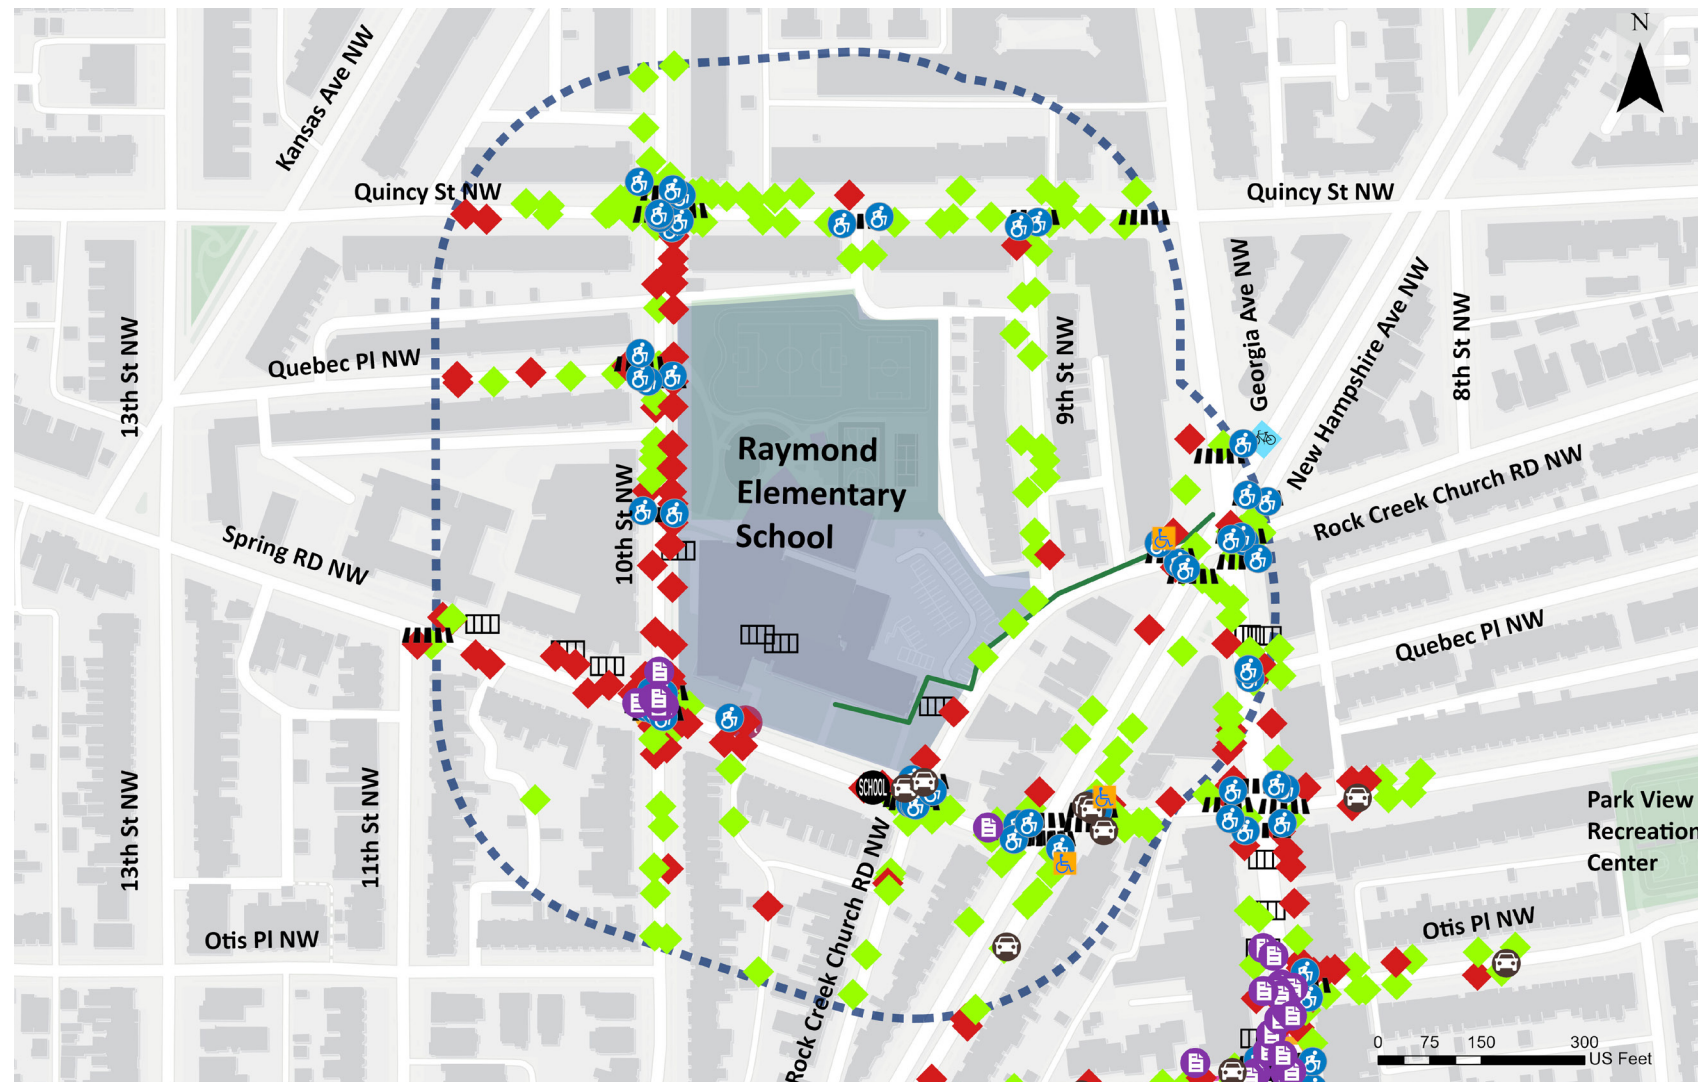 N
Kansas Ave NW
Quincy St NW
Quincy St NW
Georgia Ave NW
New Hampshire Ave NW
8th St NW
13th St NW
Quebec Pl NW
9th St NW
Raymond
Elementary
School
10th St NW
Rock Creek Church RD NW
Spring RD NW
Quebec Pl NW
SCHOOL
13th St NW
11th St NW
Park View
Recreation
Center
Rock Creek Church RD NW
Otis Pl NW
Otis Pl NW
0 75 150 300
US Feet